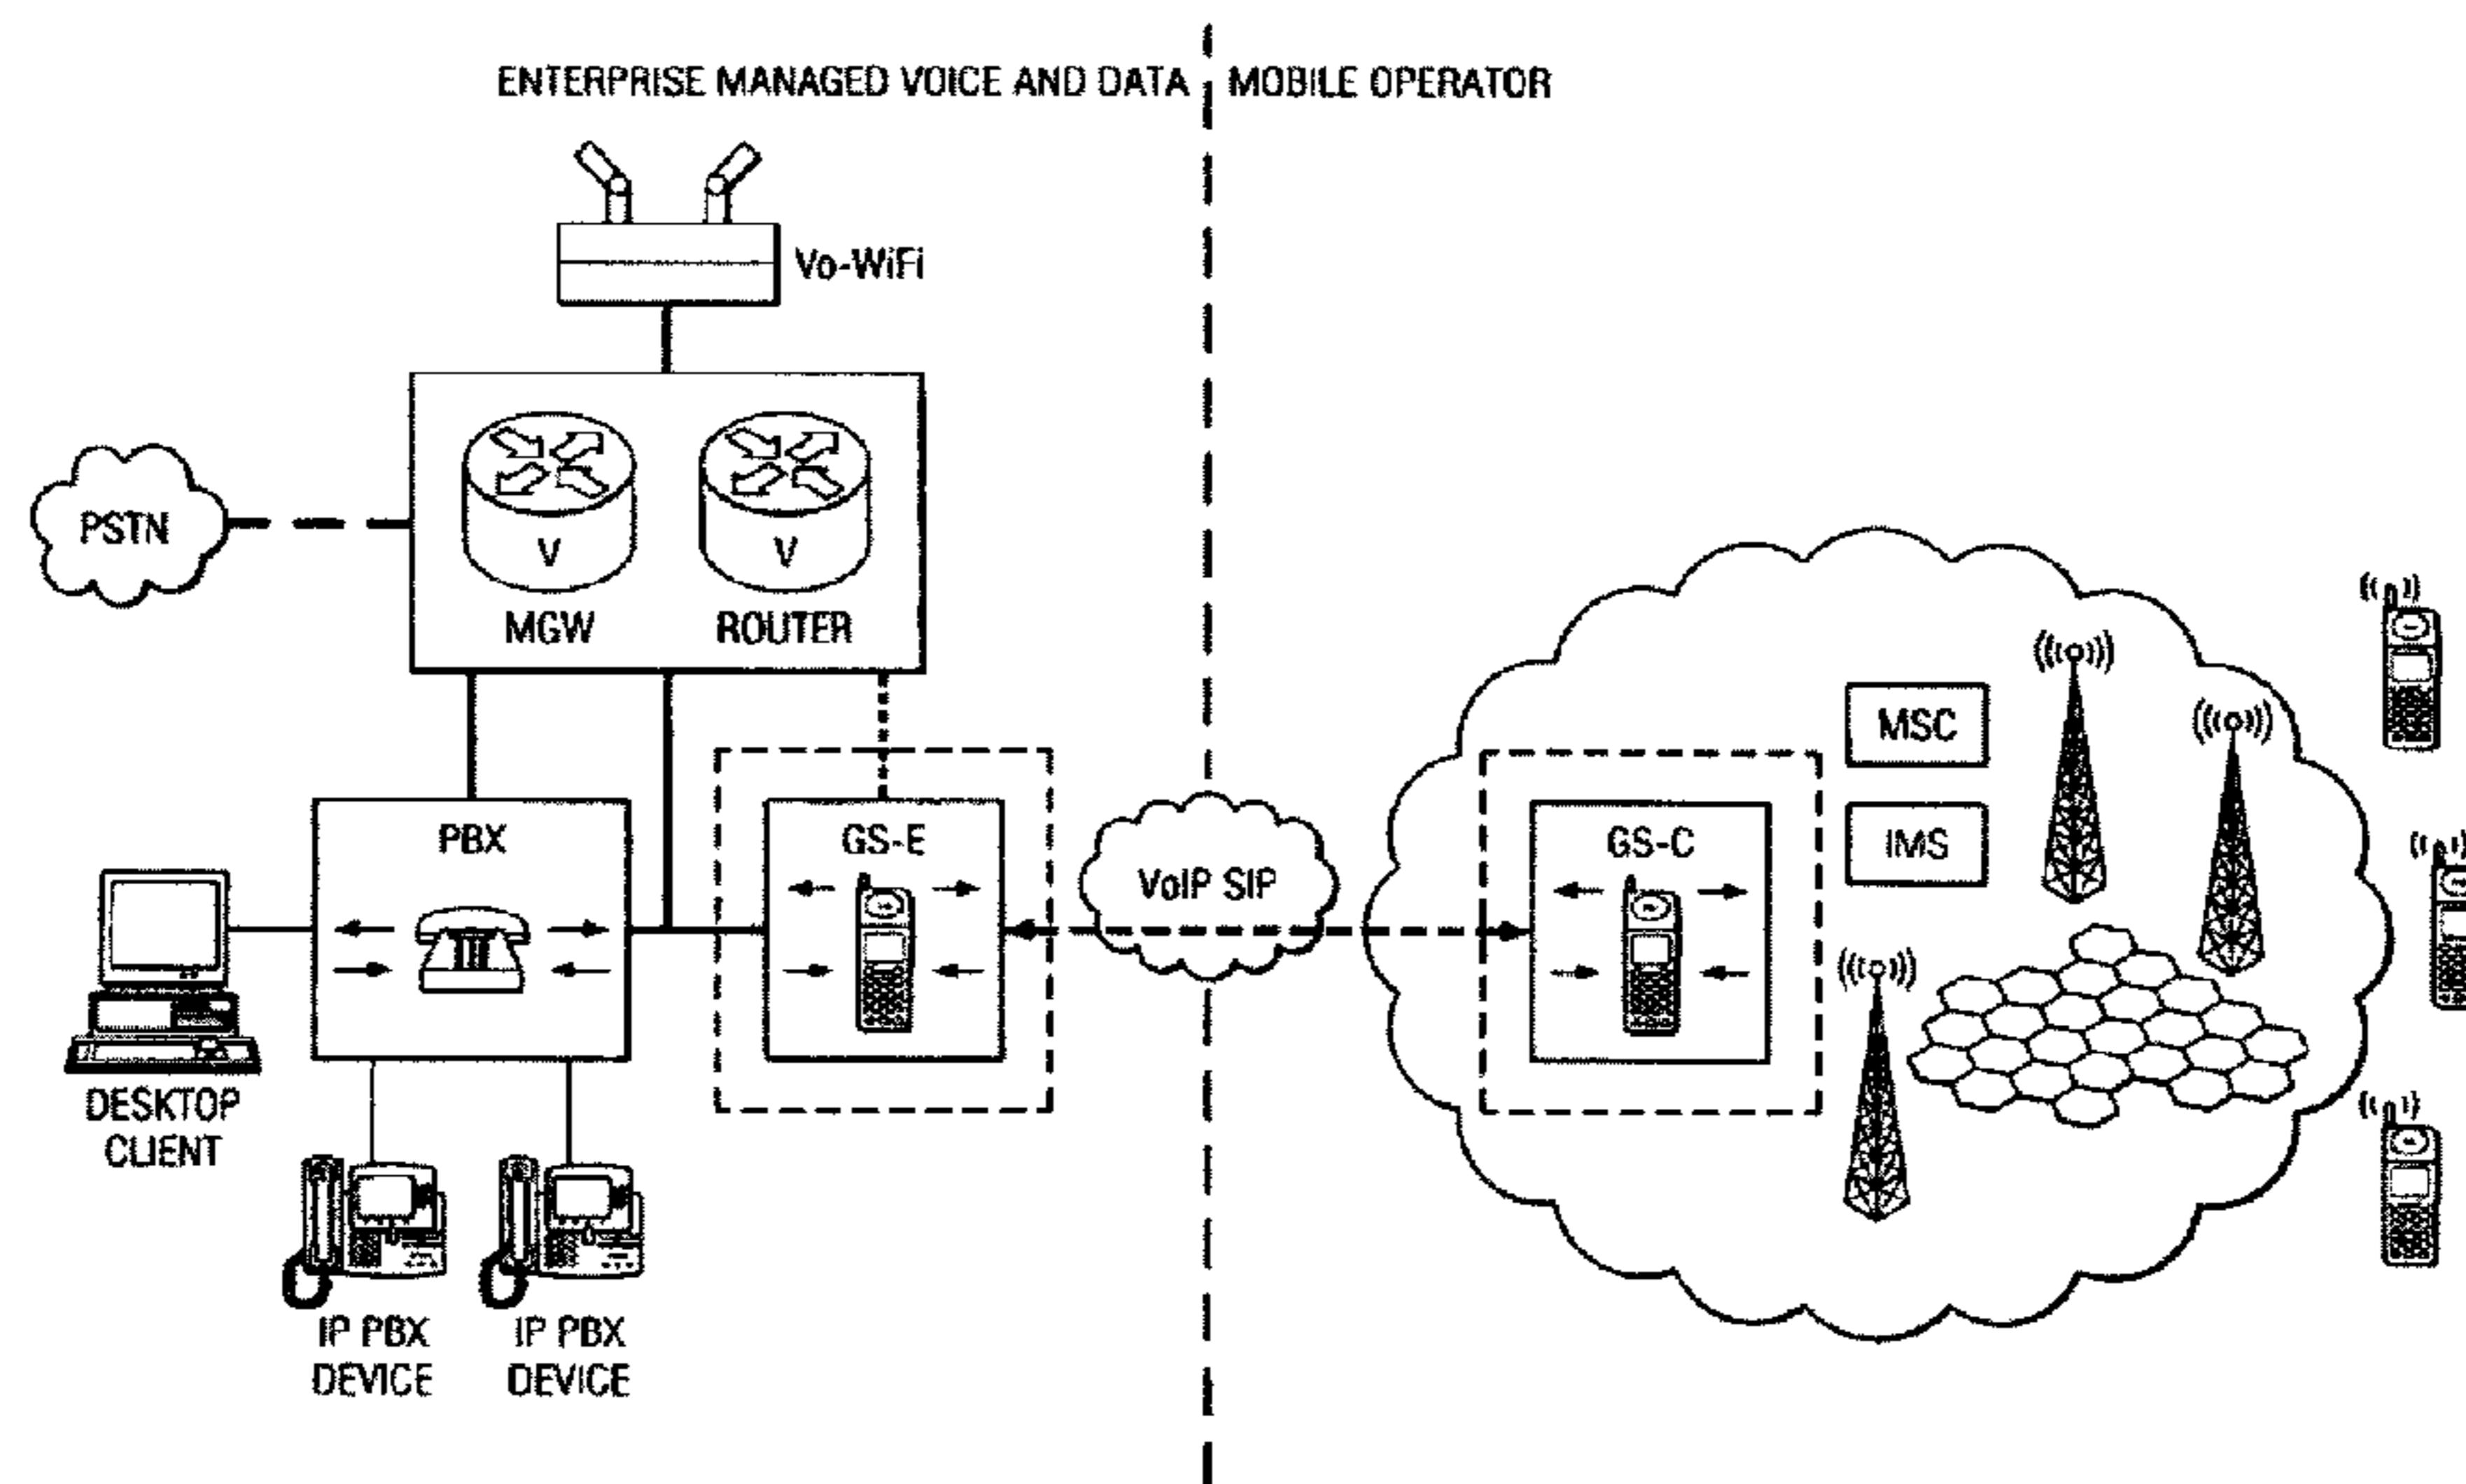 ENTERPRISE MANAGED VOICE AND DATA
MOBILE OPERATOR
Vo-WiFi
PSTN
V
V
MGW
ROUTER
MSC
PBX
GS-E
VoIP SIP
GS-C
IMS
DESKTOP
CLIENT
IP PBX
DEVICE
IP PBX
DEVICE